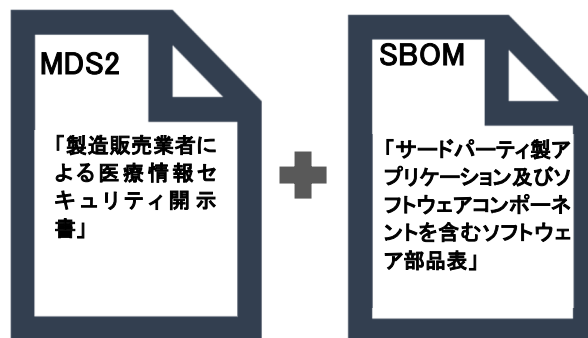 MDS2
「製造販売業者に
よる医療情報セ
キュリティ開示
書」
SBOM
「サードパーティ製ア
プリケーション及びソ
フトウェアコンポーネ
ントを含むソフトウェ
ア部品表」